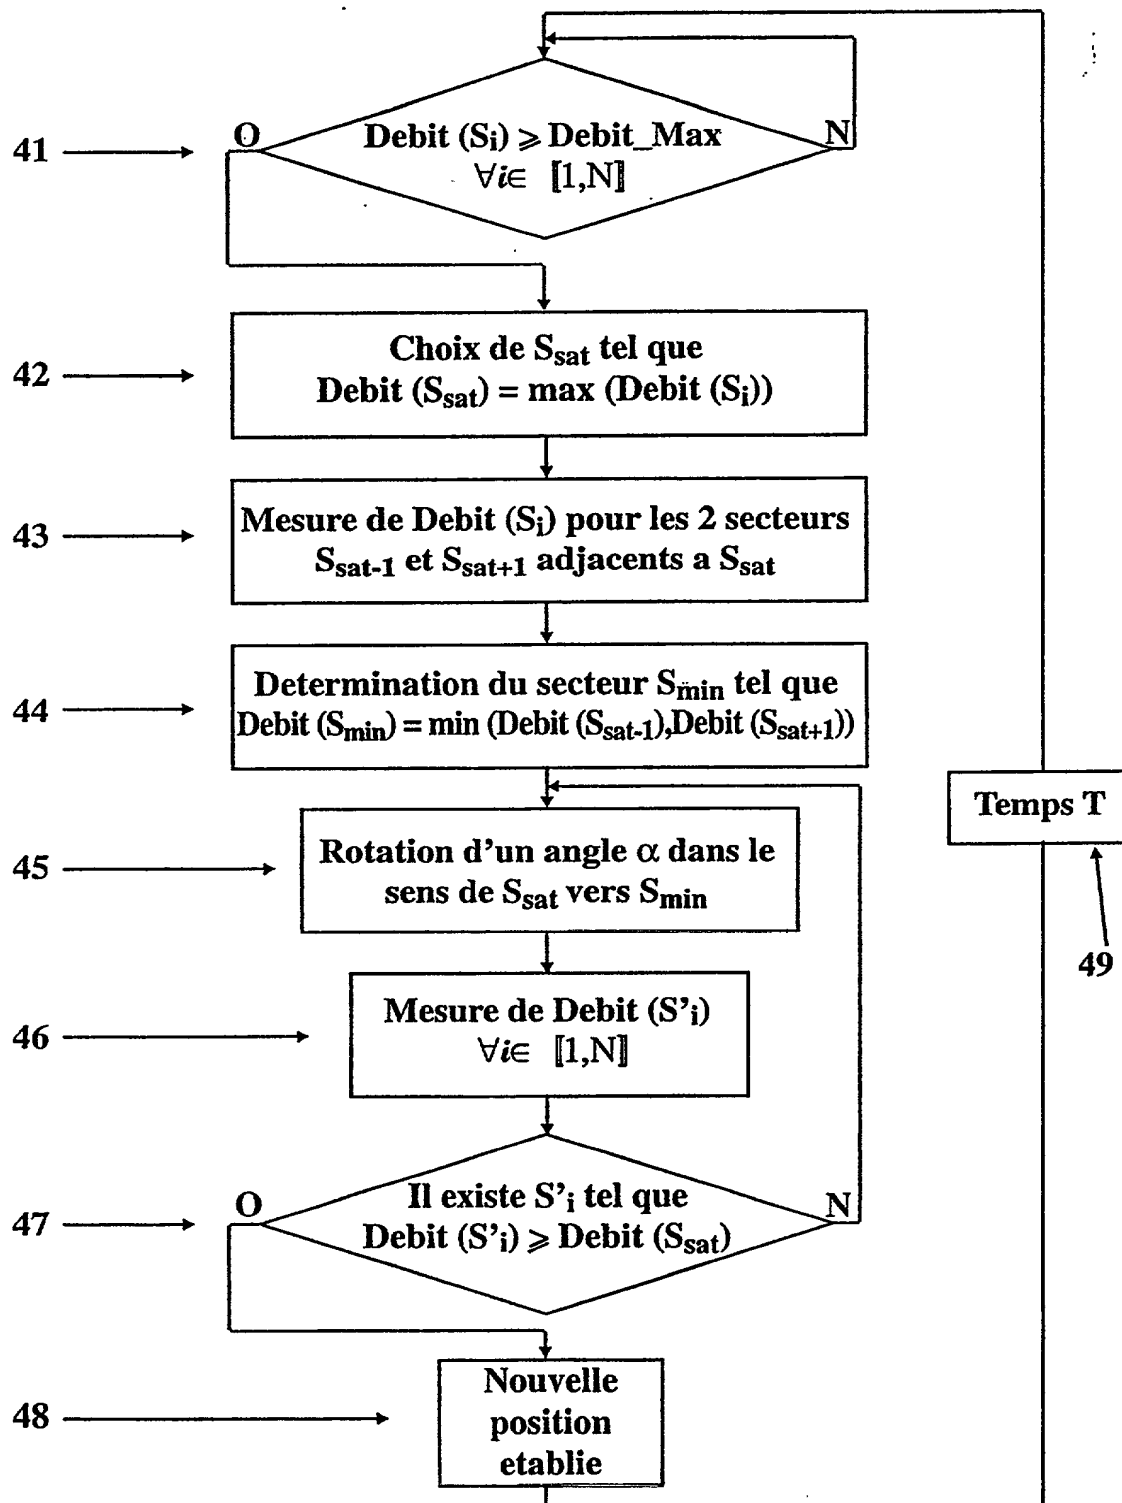 O
N
41
Debit (Si) ⩾ Debit_Max
∀i∈ ⟦1,N⟧
42
Choix de Ssat tel que
Debit (Ssat) = max (Debit (Si))
43
Mesure de Debit (Si) pour les 2 secteurs
Ssat-1 et Ssat+1 adjacents a Ssat
44
Determination du secteur Smin tel que
Debit (Smin) = min (Debit (Ssat-1),Debit (Ssat+1))
Temps T
49
45
Rotation d'un angle α dans le
sens de Ssat vers Smin
46
Mesure de Debit (S'i)
∀i∈ ⟦1,N⟧
O
N
47
Il existe S'i tel que
Debit (S'i) ⩾ Debit (Ssat)
48
Nouvelle
position
etablie